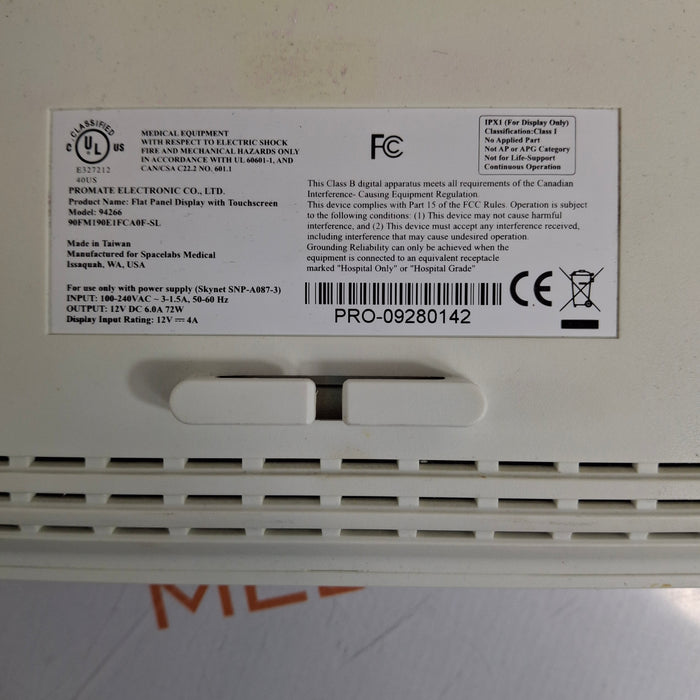 CLASSIFIED
C UL US
E327212
40US
MEDICAL EQUIPMENT
WITH RESPECT TO ELECTRIC SHOCK
FIRE AND MECHANICAL HAZARDS ONLY
IN ACCORDANCE WITH UL 60601-1, AND
CAN/CSA C22.2 NO. 601.1
FC
IPX1 (For Display Only)
Classification:Class I
No Applied Part
Not AP or APG Category
Not for Life-Support
Continuous Operation
PROMATE ELECTRONIC CO., LTD.
Product Name: Flat Panel Display with Touchscreen
Model: 94266
90FM190E1FCA0F-SL
Made in Taiwan
Manufactured for Spacelabs Medical
Issaquah, WA, USA
For use only with power supply (Skynet SNP-A087-3)
INPUT: 100-240VAC ~ 3-1.5A, 50-60 Hz
OUTPUT: 12V DC 6.0A 72W
Display Input Rating: 12V ⎓ 4A
This Class B digital apparatus meets all requirements of the Canadian
Interference- Causing Equipment Regulation.
This device complies with Part 15 of the FCC Rules. Operation is subject
to the following conditions: (1) This device may not cause harmful
interference, and (2) This device must accept any interference received,
including interference that may cause undesired operation.
Grounding Reliability can only be achieved when the
equipment is connected to an equivalent receptacle
marked "Hospital Only" or "Hospital Grade"
PRO-09280142
CE